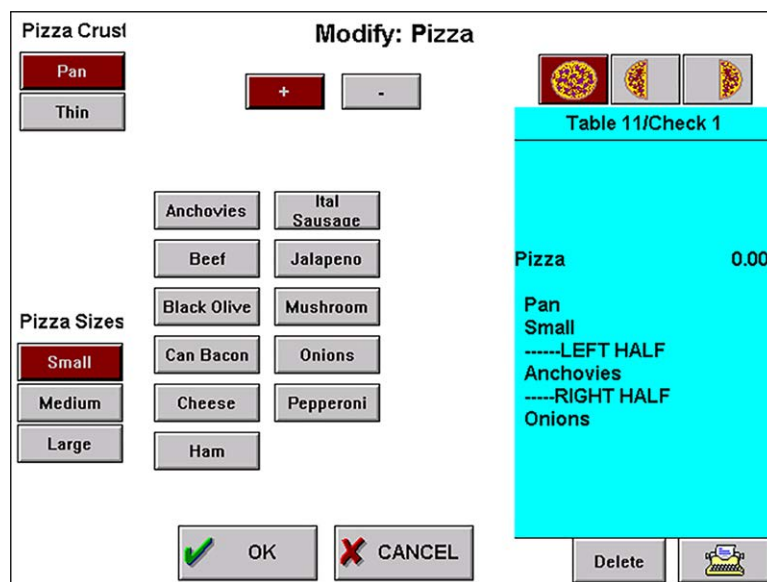 Pizza Crust
Modify: Pizza
Pan
Thin
+
-
Table 11/Check 1
Anchovies
Ital
Sausage
Beef
Jalapeno
Black Olive
Mushroom
Can Bacon
Onions
Cheese
Pepperoni
Ham
Pizza Sizes
Small
Medium
Large
Pizza 0.00
Pan
Small
------LEFT HALF
Anchovies
-----RIGHT HALF
Onions
OK
CANCEL
Delete